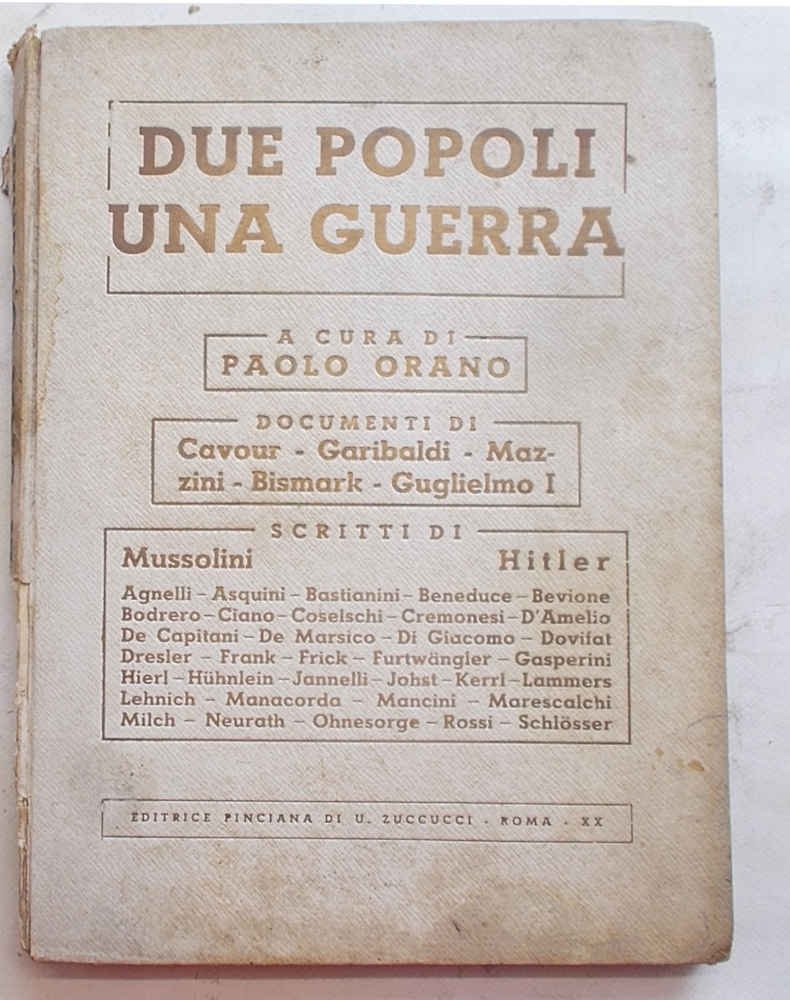 DUE POPOLI
UNA GUERRA
A CURA DI
PAOLO ORANO
DOCUMENTI DI
Cavour - Garibaldi - Maz-
zini - Bismark - Guglielmo I
SCRITTI DI
Mussolini Hitler
Agnelli - Asquini - Bastianini - Beneduce - Bevione
Bodrero - Ciano - Coselschi - Cremonesi - D'Amelio
De Capitani - De Marsico - Di Giacomo - Dovifat
Dresler - Frank - Frick - Furtwängler - Gasperini
Hierl - Hühnlein - Jannelli - Johst - Kerrl - Lammers
Lehnich - Manacorda - Mancini - Marescalchi
Milch - Neurath - Ohnesorge - Rossi - Schlösser
EDITRICE PINCIANA DI U. ZUCCUCCI - ROMA - XX